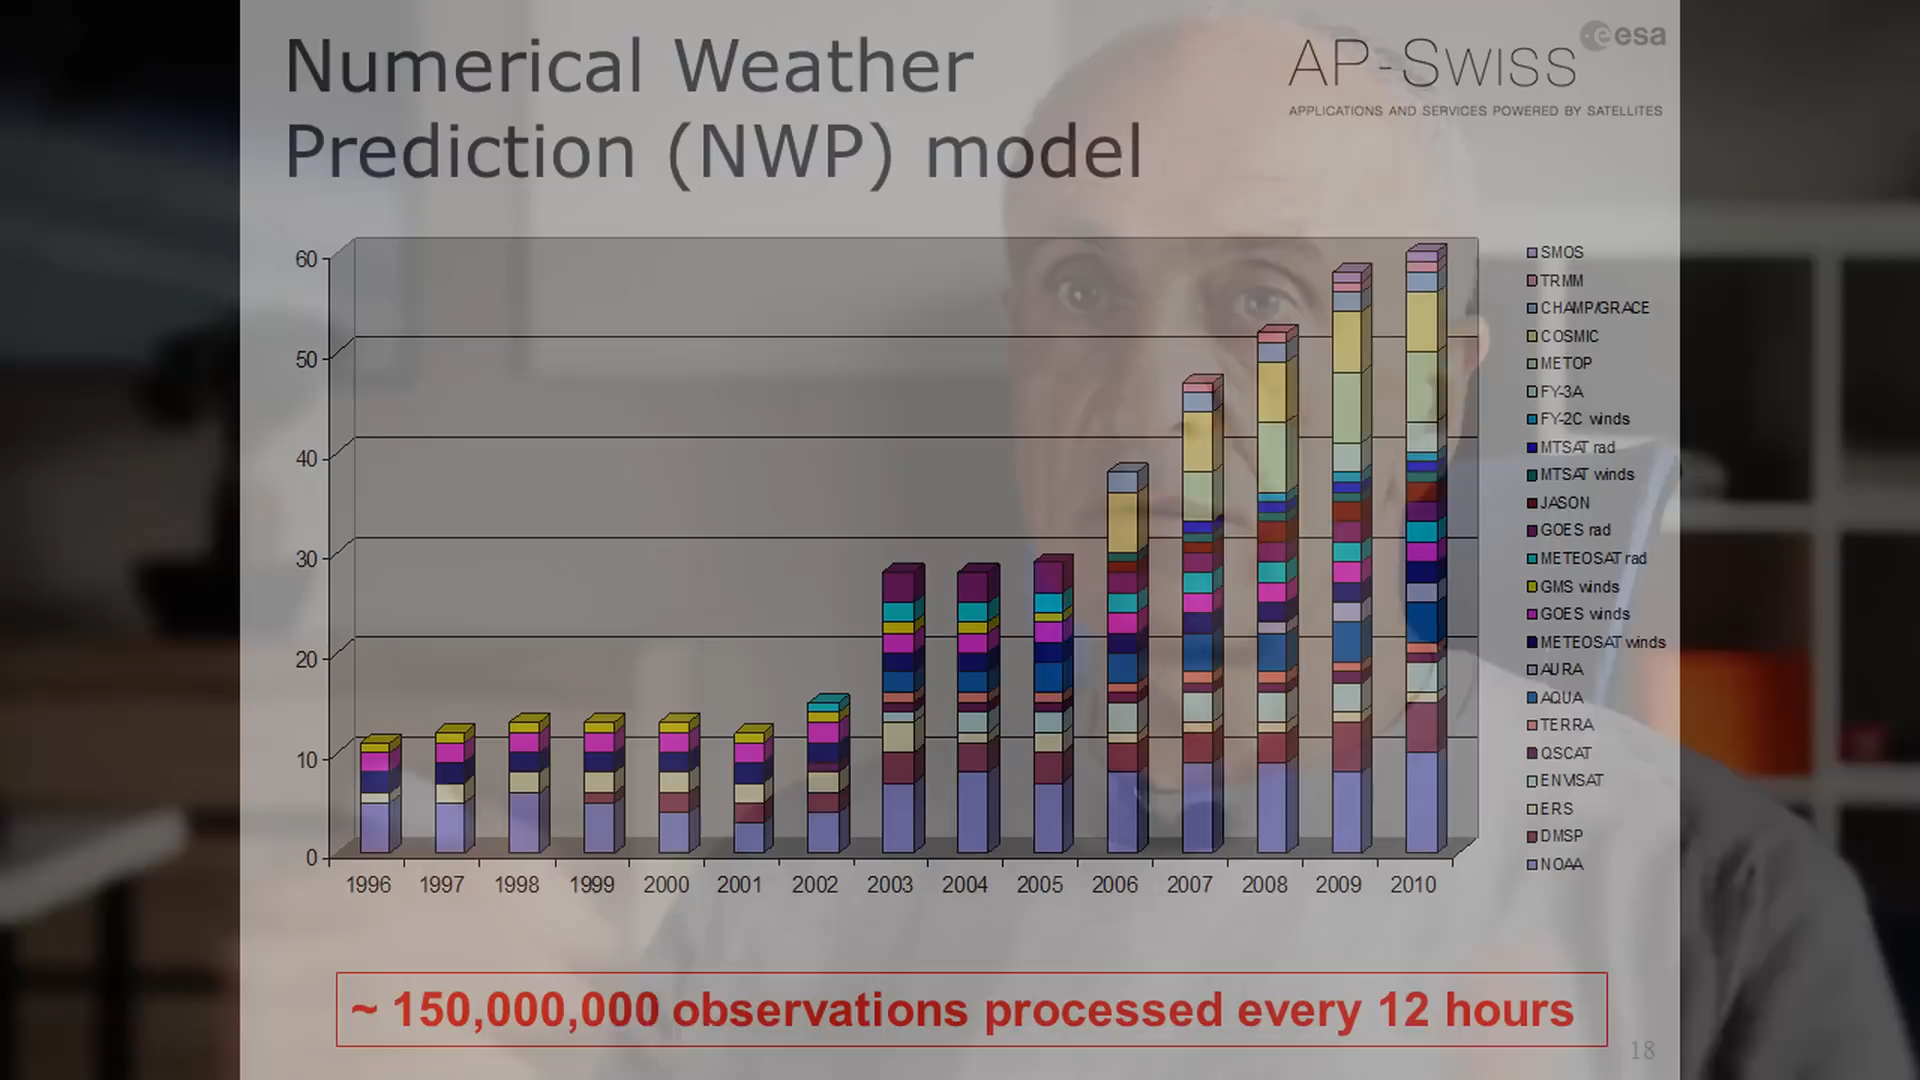 Numerical Weather
Prediction (NWP) model
esa
AP-SWISS
APPLICATIONS AND SERVICES POWERED BY SATELLITES
60
50
40
30
20
10
0
1996 1997 1998 1999 2000 2001 2002 2003 2004 2005 2006 2007 2008 2009 2010
SMOS
TRMM
CHAMP/GRACE
COSMIC
METOP
FY-3A
FY-2C winds
MTSAT rad
MTSAT winds
JASON
GOES rad
METEOSAT rad
GMS winds
GOES winds
METEOSAT winds
AURA
AQUA
TERRA
QSCAT
ENVISAT
ERS
DMSP
NOAA
~ 150,000,000 observations processed every 12 hours
18